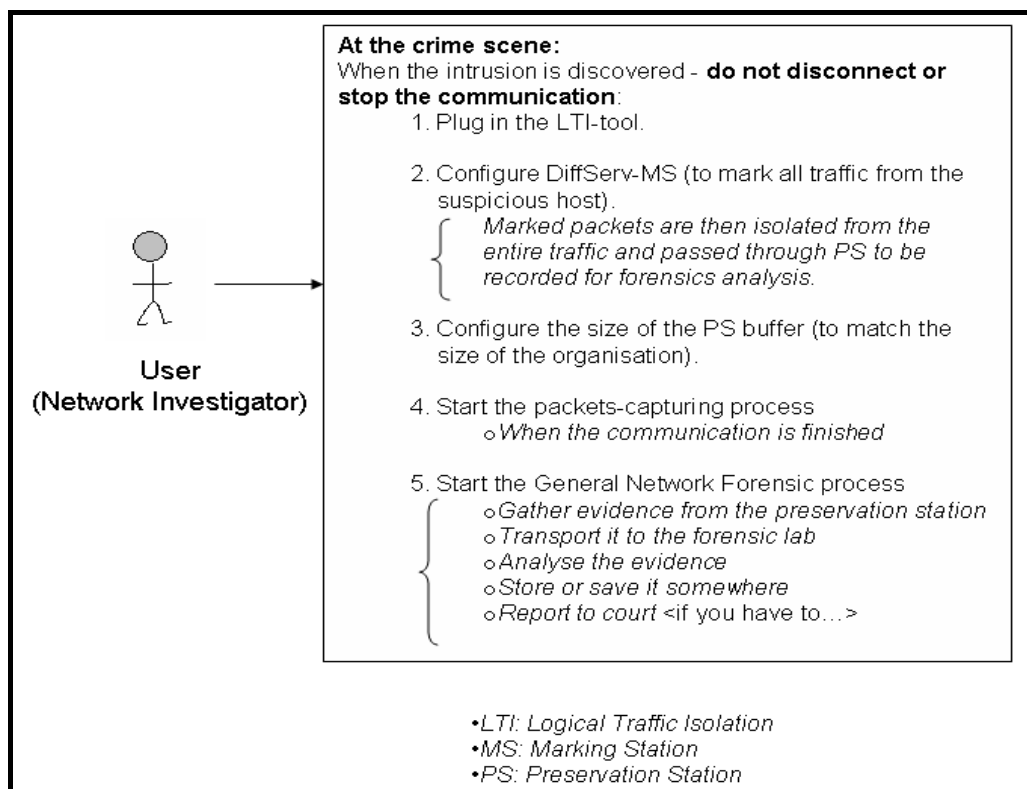 At the crime scene:
When the intrusion is discovered - do not disconnect or
stop the communication:
1. Plug in the LTI-tool.
2. Configure DiffServ-MS (to mark all traffic from the
suspicious host).
Marked packets are then isolated from the
entire traffic and passed through PS to be
recorded for forensics analysis.
3. Configure the size of the PS buffer (to match the
size of the organisation).
4. Start the packets-capturing process
o When the communication is finished
5. Start the General Network Forensic process
o Gather evidence from the preservation station
o Transport it to the forensic lab
o Analyse the evidence
o Store or save it somewhere
o Report to court <if you have to...>
User
(Network Investigator)
•LTI: Logical Traffic Isolation
•MS: Marking Station
•PS: Preservation Station